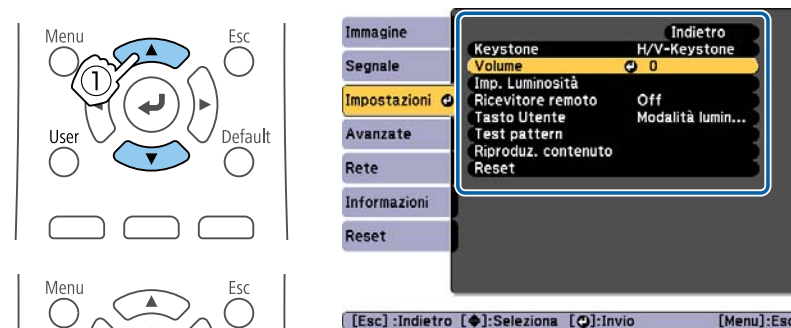 Menu
Esc
1
User
Default
Menu
Esc
Immagine
Segnale
Impostazioni
Avanzate
Rete
Informazioni
Reset
Indietro
Keystone H/V-Keystone
Volume 0
Imp. Luminosità
Ricevitore remoto Off
Tasto Utente Modalità lumin...
Test pattern
Riproduz. contenuto
Reset
[Esc] :Indietro [◆]:Seleziona [⏎]:Invio [Menu]:Esc